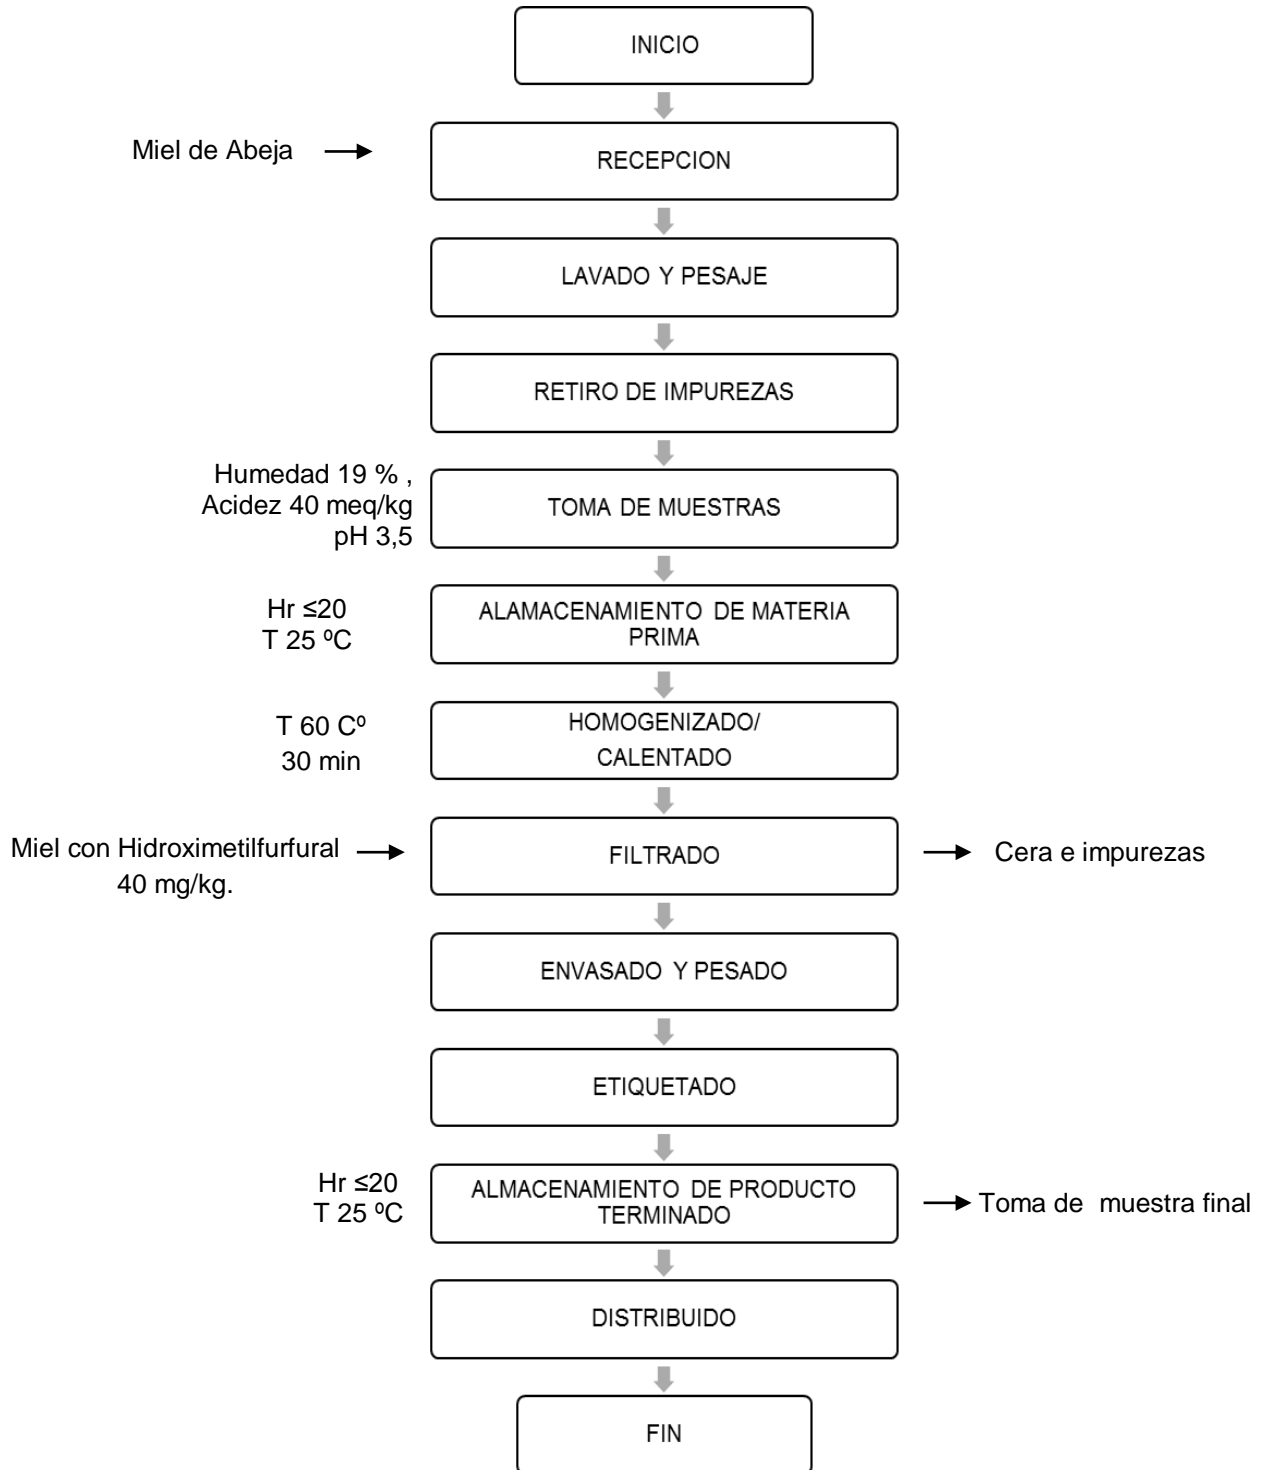 INICIO
Miel de Abeja
RECEPCION
LAVADO Y PESAJE
RETIRO DE IMPUREZAS
Humedad 19 % ,
Acidez 40 meq/kg
pH 3,5
TOMA DE MUESTRAS
Hr ≤20
T 25 ºC
ALAMACENAMIENTO DE MATERIA
PRIMA
T 60 Cº
30 min
HOMOGENIZADO/
CALENTADO
Miel con Hidroximetilfurfural
40 mg/kg.
FILTRADO
Cera e impurezas
ENVASADO Y PESADO
ETIQUETADO
Hr ≤20
T 25 ºC
ALMACENAMIENTO DE PRODUCTO
TERMINADO
Toma de muestra final
DISTRIBUIDO
FIN